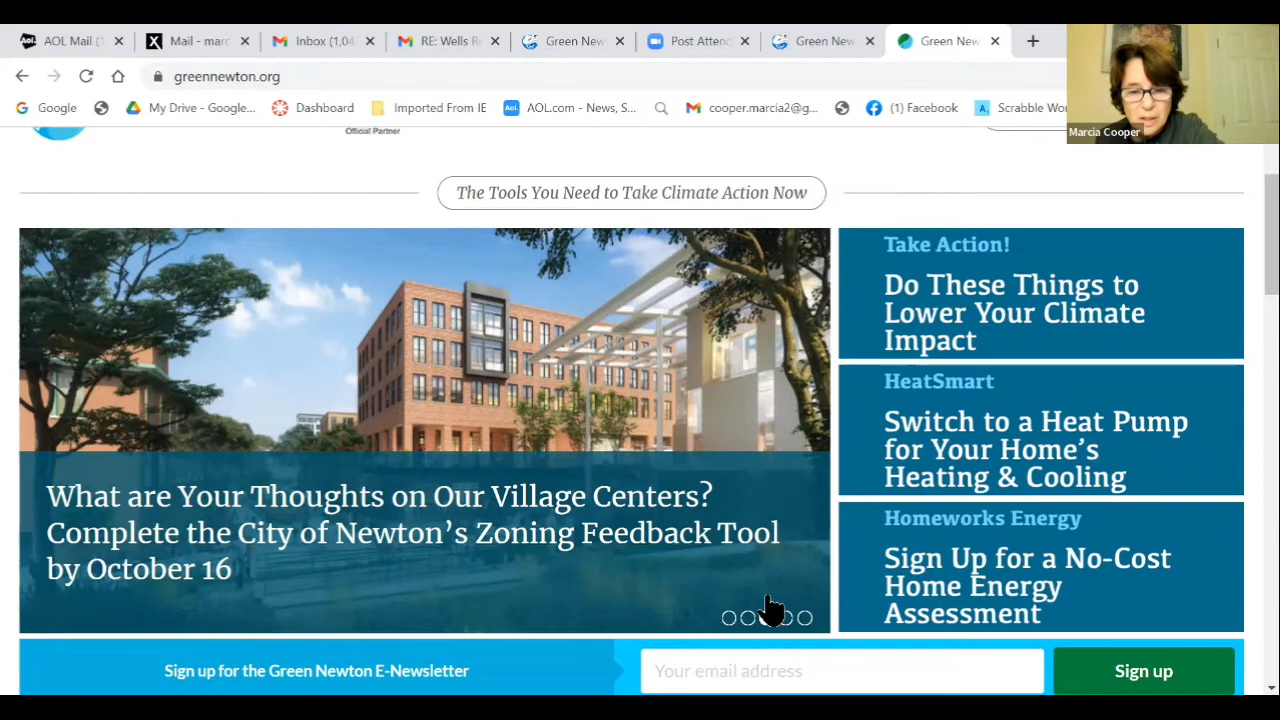 AOL Mail (
Mail - marc
Inbox (1,04
RE: Wells R
Green New
Post Attend
Green New
Green New
greennewton.org
Google
My Drive - Google...
Dashboard
Imported From IE
AOL.com - News, S...
cooper.marcia2@g...
(1) Facebook
Scrabble Wor
Marcia Cooper
Official Partner
The Tools You Need to Take Climate Action Now
What are Your Thoughts on Our Village Centers?
Complete the City of Newton's Zoning Feedback Tool
by October 16
Take Action!
Do These Things to
Lower Your Climate
Impact
HeatSmart
Switch to a Heat Pump
for Your Home's
Heating & Cooling
Homeworks Energy
Sign Up for a No-Cost
Home Energy
Assessment
Sign up for the Green Newton E-Newsletter
Your email address
Sign up